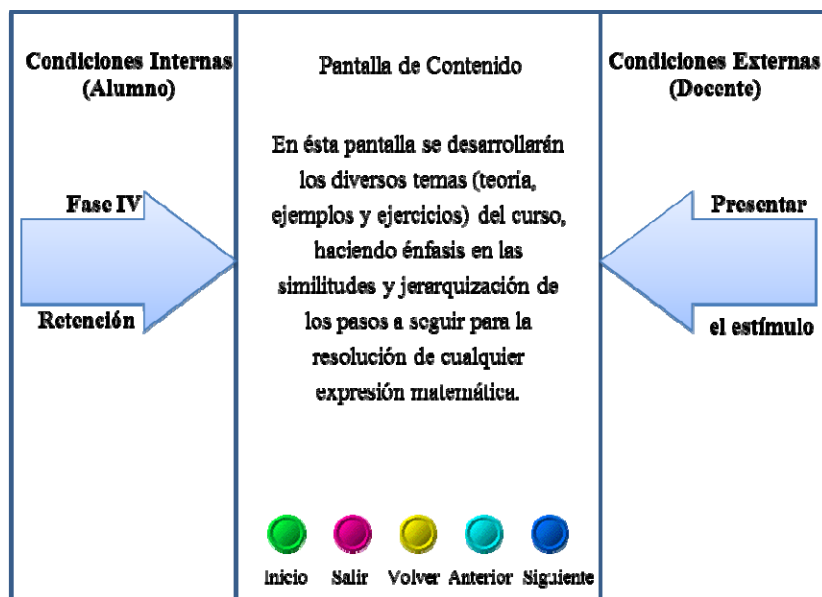 Condiciones Internas
(Alumno)
Fase IV
Retención
Pantalla de Contenido
En ésta pantalla se desarrollarán
los diversos temas (teoría,
ejemplos y ejercicios) del curso,
haciendo énfasis en las
similitudes y jerarquización de
los pasos a seguir para la
resolución de cualquier
expresión matemática.
Inicio Salir Volver Anterior Siguiente
Condiciones Externas
(Docente)
Presentar
el estímulo